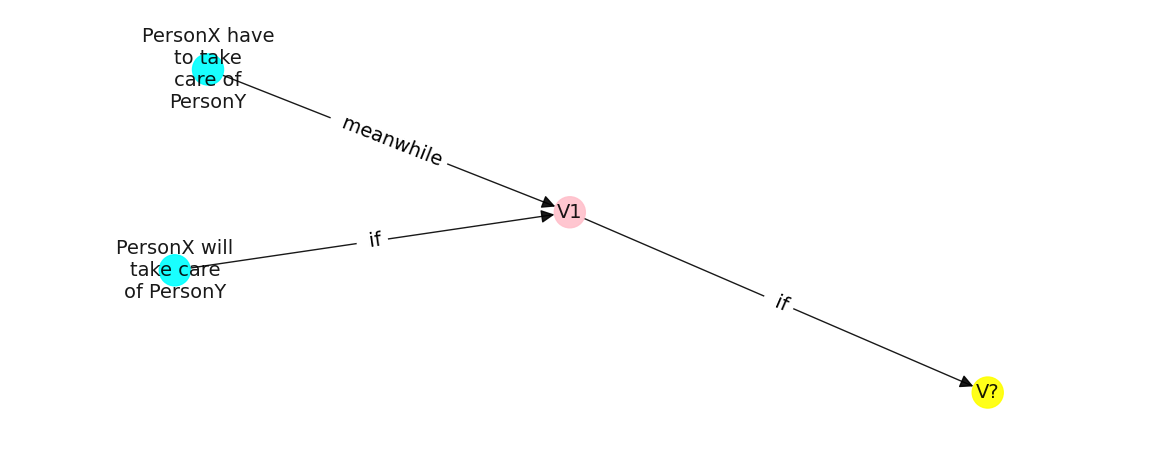 PersonX have
to take
care of
PersonY
meanwhile
V1
PersonX will
take care
of PersonY
if
if
V?